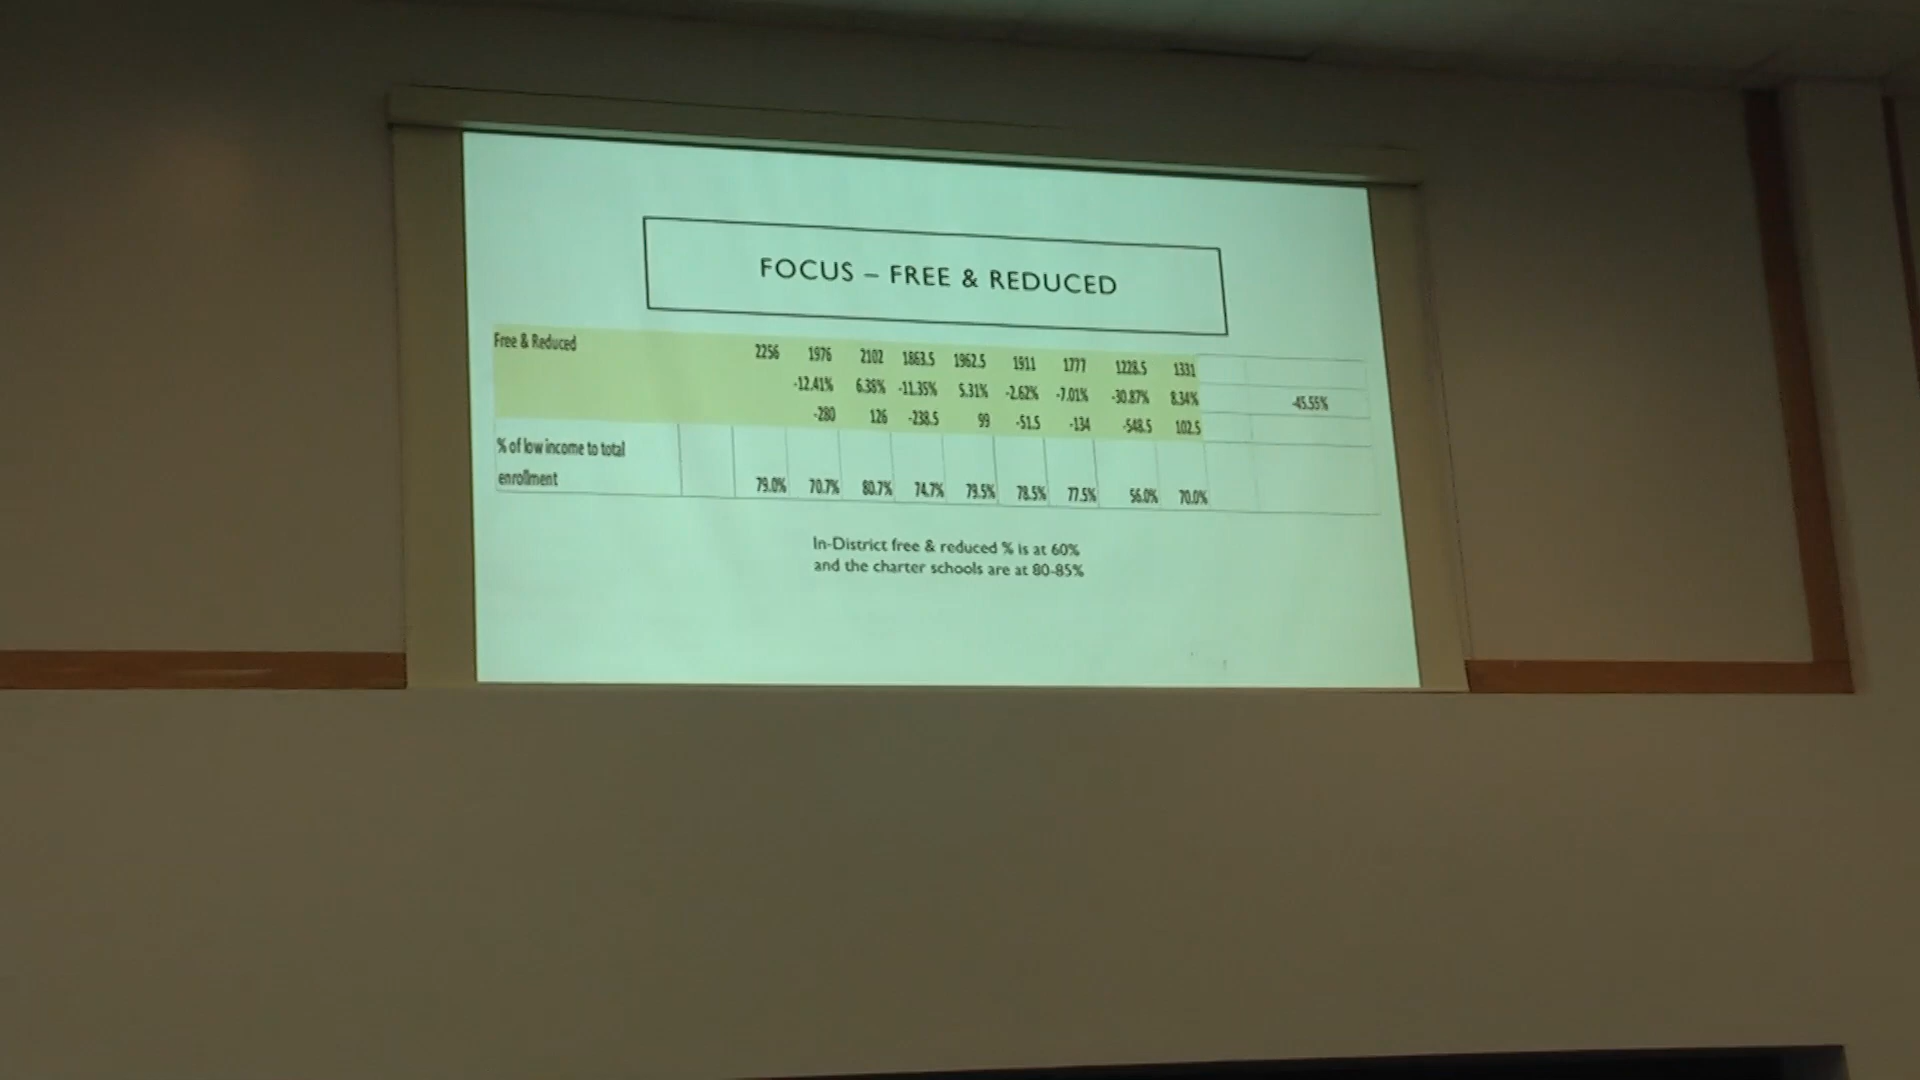 FOCUS – FREE & REDUCED
Free & Reduced 2256 1976 2102 1863.5 1962.5 1911 1777 1228.5 1331
-12.41% 6.38% -11.35% 5.31% -2.62% -7.01% -30.87% 8.34% -45.55%
-280 126 -238.5 99 -51.5 -134 -548.5 102.5
% of low income to total
enrollment 79.0% 70.7% 80.7% 74.7% 79.5% 78.5% 77.5% 56.0% 70.0%
In-District free & reduced % is at 60%
and the charter schools are at 80-85%